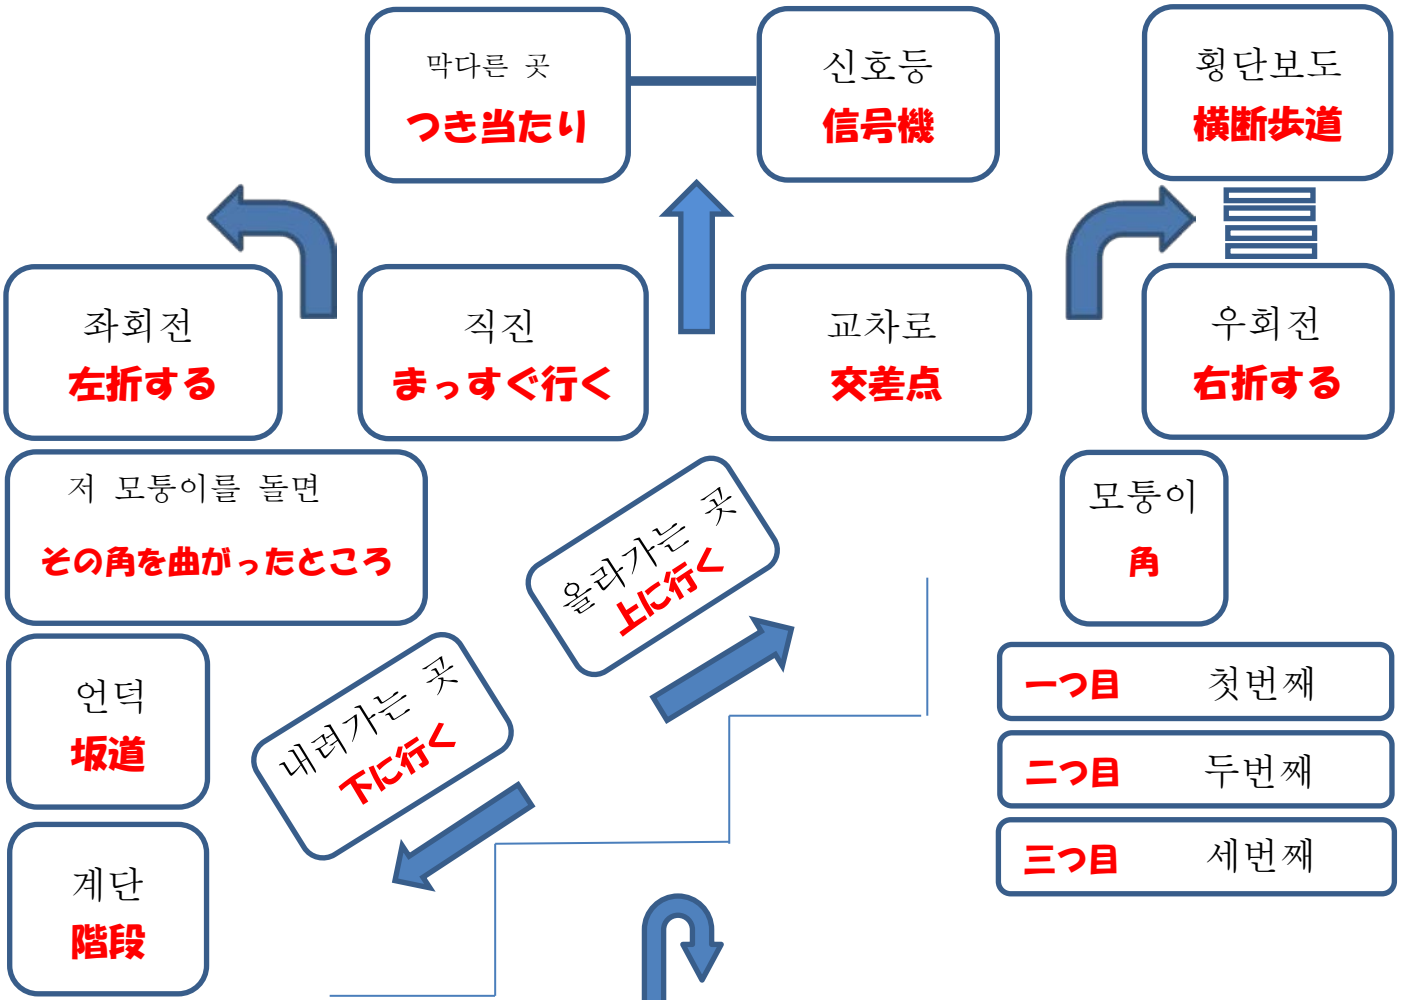 막다른 곳
つき当たり
신호등
信号機
횡단보도
横断歩道
좌회전
左折する
직진
まっすぐ行く
교차로
交差点
우회전
右折する
저 모퉁이를 돌면
その角を曲がったところ
올라가는 곳
上に行く
모퉁이
角
언덕
坂道
내려가는 곳
下に行く
一つ目 첫번째
二つ目 두번째
三つ目 세번째
계단
階段